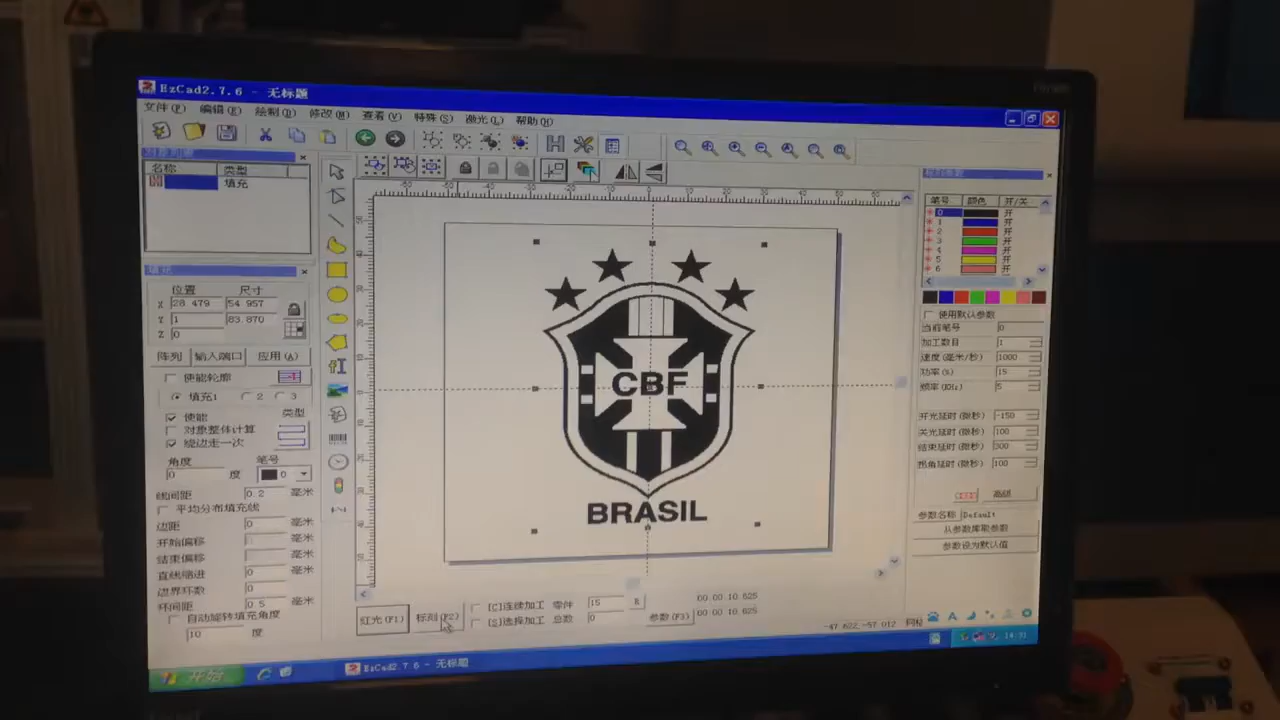 EzCad2.7.6 - 无标题
文件(F) 编辑(E) 绘制(D) 修改(M) 查看(V) 特殊(S) 激光(L) 帮助(H)
对象列表
名称 类型
填充
填充
位置 尺寸
X 28.479 54.957
Y 1 83.870
Z 0
阵列 输入端口 应用(A)
使能轮廓
填充1 2 3
使能 类型
对象整体计算
绕边走一次
角度 笔号
0 度 0
线间距 0.2 毫米
平均分布填充线
边距 0 毫米
开始偏移 0 毫米
结束偏移 0 毫米
直线缩进 0 毫米
边界环数 0
环间距 0.5 毫米
自动旋转填充角度
10 度
CBF
BRASIL
红光(F1) 标刻(F2)
[C]连续加工 零件 15 R
[S]选择加工 总数 0 参数(F3)
00:00:10.625
00:00:10.625
笔号 颜色 开/关
0 开
1 开
2 开
3 开
4 开
5 开
6 开
使用默认参数
当前笔号 0
加工数目 1
速度(毫米/秒) 1000
功率(%) 15
频率(KHz) 5
开光延时(微秒) -150
关光延时(微秒) 100
结束延时(微秒) 300
拐角延时(微秒) 100
高级
参数名称 Default
从参数库取参数
参数设为默认值
-47.622,-57.012
开始
EzCad2.7.6 - 无标题